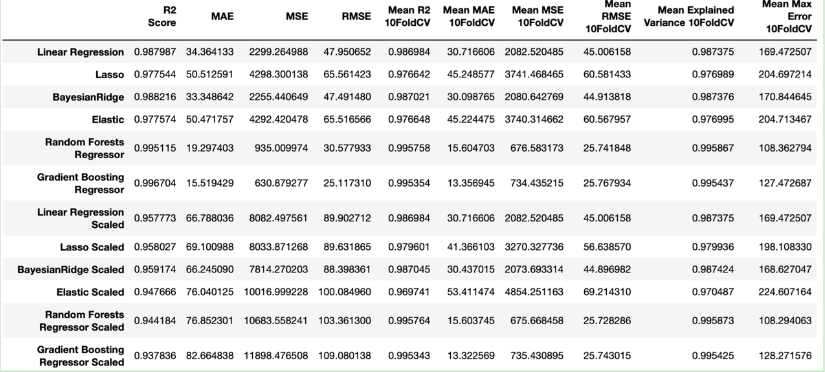 R2 Score MAE MSE RMSE Mean R2 10FoldCV Mean MAE 10FoldCV Mean MSE 10FoldCV Mean RMSE 10FoldCV Mean Explained Variance 10FoldCV Mean Max Error 10FoldCV
Linear Regression 0.987987 34.364133 2299.264988 47.950652 0.986984 30.716606 2082.520485 45.006158 0.987375 169.472507
Lasso 0.977544 50.512591 4298.300138 65.561423 0.976642 45.248577 3741.468465 60.581433 0.976989 204.697214
BayesianRidge 0.988216 33.348642 2255.440649 47.491480 0.987021 30.098765 2080.642769 44.913818 0.987376 170.844645
Elastic 0.977574 50.471757 4292.420478 65.516566 0.976648 45.224475 3740.314662 60.567957 0.976995 204.713467
Random Forests Regressor 0.995115 19.297403 935.009974 30.577933 0.995758 15.604703 676.583173 25.741848 0.995867 108.362794
Gradient Boosting Regressor 0.996704 15.519429 630.879277 25.117310 0.995354 13.356945 734.435215 25.767934 0.995437 127.472687
Linear Regression Scaled 0.957773 66.788036 8082.497561 89.902712 0.986984 30.716606 2082.520485 45.006158 0.987375 169.472507
Lasso Scaled 0.958027 69.100988 8033.871268 89.631865 0.979601 41.366103 3270.327736 56.638570 0.979936 198.108330
BayesianRidge Scaled 0.959174 66.245090 7814.270203 88.398361 0.987045 30.437015 2073.693314 44.896982 0.987424 168.627047
Elastic Scaled 0.947666 76.040125 10016.999228 100.084960 0.969741 53.411474 4854.251163 69.214310 0.970487 224.607164
Random Forests Regressor Scaled 0.944184 76.852301 10683.558241 103.361300 0.995764 15.603745 675.668458 25.728286 0.995873 108.294063
Gradient Boosting Regressor Scaled 0.937836 82.664838 11898.476508 109.080138 0.995343 13.322569 735.430895 25.743015 0.995425 128.271576